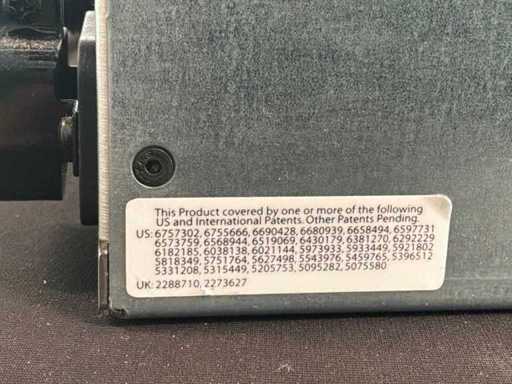 This Product covered by one or more of the following
US and International Patents. Other Patents Pending.
US: 6757302, 6755666, 6690428, 6680939, 6658494, 6597731
6573759, 6568944, 6519069, 6430179, 6381270, 6292229
6182185, 6038138, 6021144, 5973933, 5933449, 5921802
5818349, 5751764, 5627498, 5543976, 5459765, 5396512
5331208, 5315449, 5205753, 5095282, 5075580
UK: 2288710, 2273627